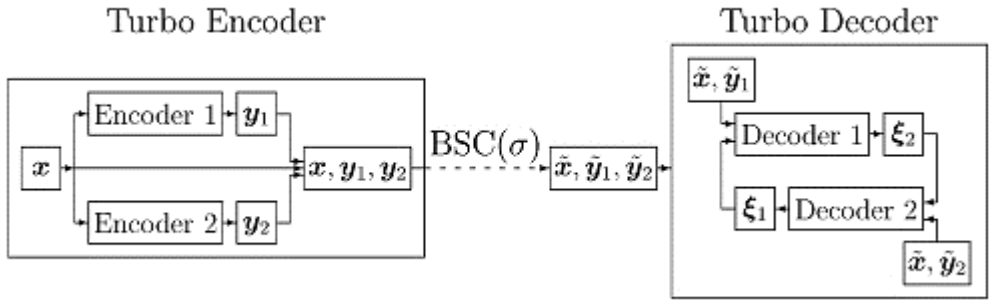 Turbo Encoder
Turbo Decoder
x
Encoder 1
y₁
Encoder 2
y₂
x, y₁, y₂
BSC(σ)
x̃, ỹ₁, ỹ₂
x̃, ỹ₁
Decoder 1
ξ₂
ξ₁
Decoder 2
x̃, ỹ₂